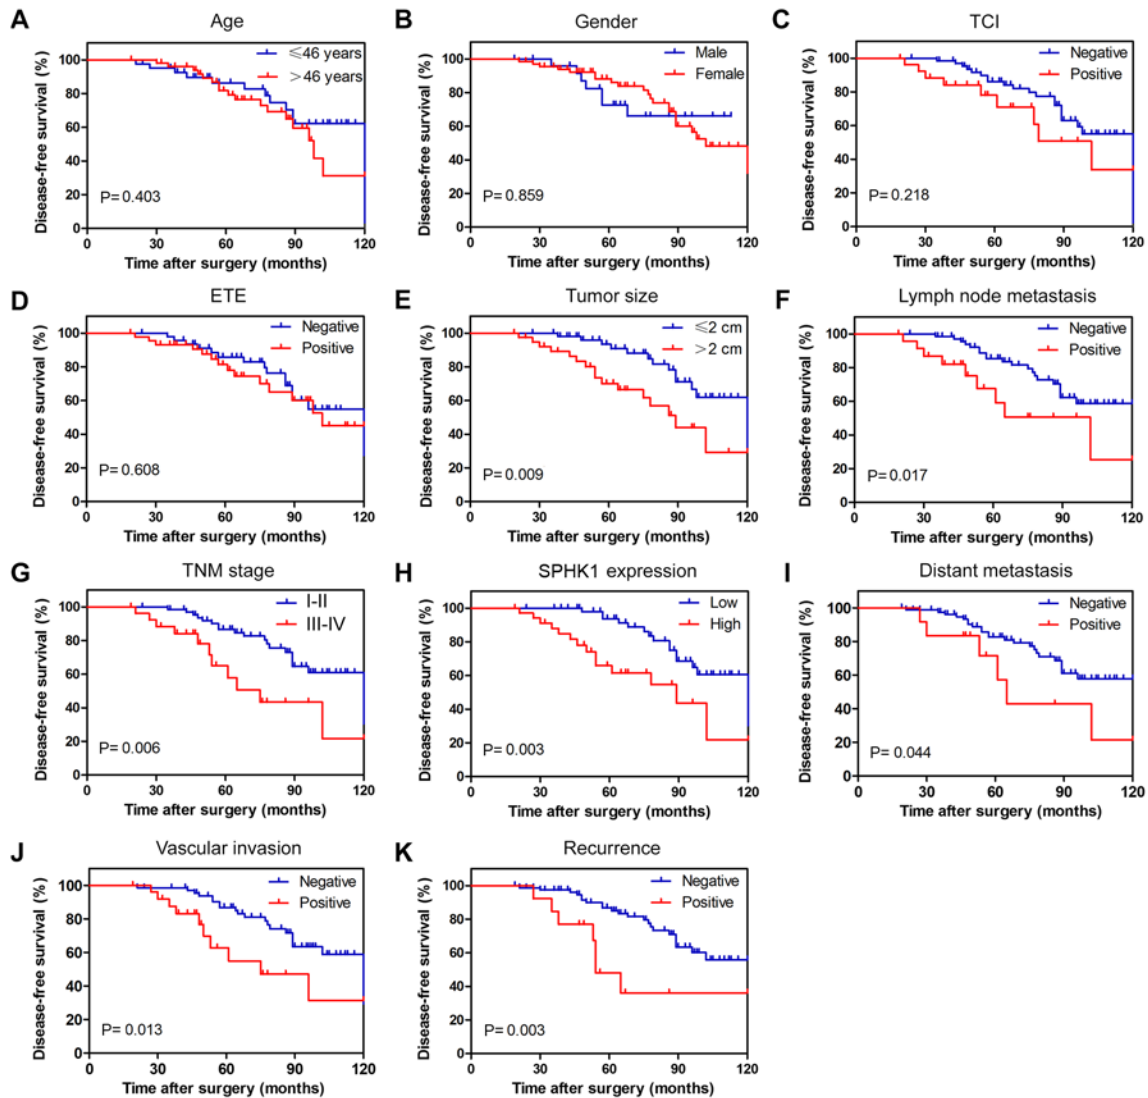 A
Age
Disease-free survival (%)
100
80
60
40
80
0
≤46 years
>46 years
P= 0.403
0
30
60
90
120
Time after surgery (months)
B
Gender
Disease-free survival (%)
100
80
60
40
80
0
Male
Female
P= 0.859
0
30
60
90
120
Time after surgery (months)
C
TCI
Disease-free survival (%)
100
80
60
40
80
0
Negative
Positive
P= 0.218
0
30
60
90
120
Time after surgery (months)
D
ETE
Disease-free survival (%)
100
80
60
40
80
0
Negative
Positive
P= 0.608
0
30
60
90
120
Time after surgery (months)
E
Tumor size
Disease-free survival (%)
100
80
60
40
80
0
≤2 cm
>2 cm
P= 0.009
0
30
60
90
120
Time after surgery (months)
F
Lymph node metastasis
Disease-free survival (%)
100
80
60
40
80
0
Negative
Positive
P= 0.017
0
30
60
90
120
Time after surgery (months)
G
TNM stage
Disease-free survival (%)
100
80
60
40
80
0
I-II
III-IV
P= 0.006
0
30
60
90
120
Time after surgery (months)
H
SPHK1 expression
Disease-free survival (%)
100
80
60
40
80
0
Low
High
P= 0.003
0
30
60
90
120
Time after surgery (months)
I
Distant metastasis
Disease-free survival (%)
100
80
60
40
80
0
Negative
Positive
P= 0.044
0
30
60
90
120
Time after surgery (months)
J
Vascular invasion
Disease-free survival (%)
100
80
60
40
80
0
Negative
Positive
P= 0.013
0
30
60
90
120
Time after surgery (months)
K
Recurrence
Disease-free survival (%)
100
80
60
40
80
0
Negative
Positive
P= 0.003
0
30
60
90
120
Time after surgery (months)